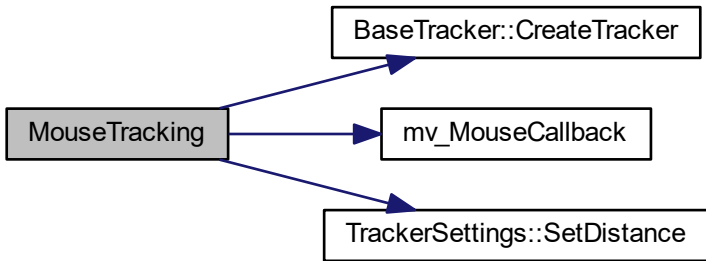 BaseTracker::CreateTracker
MouseTracking
mv_MouseCallback
TrackerSettings::SetDistance